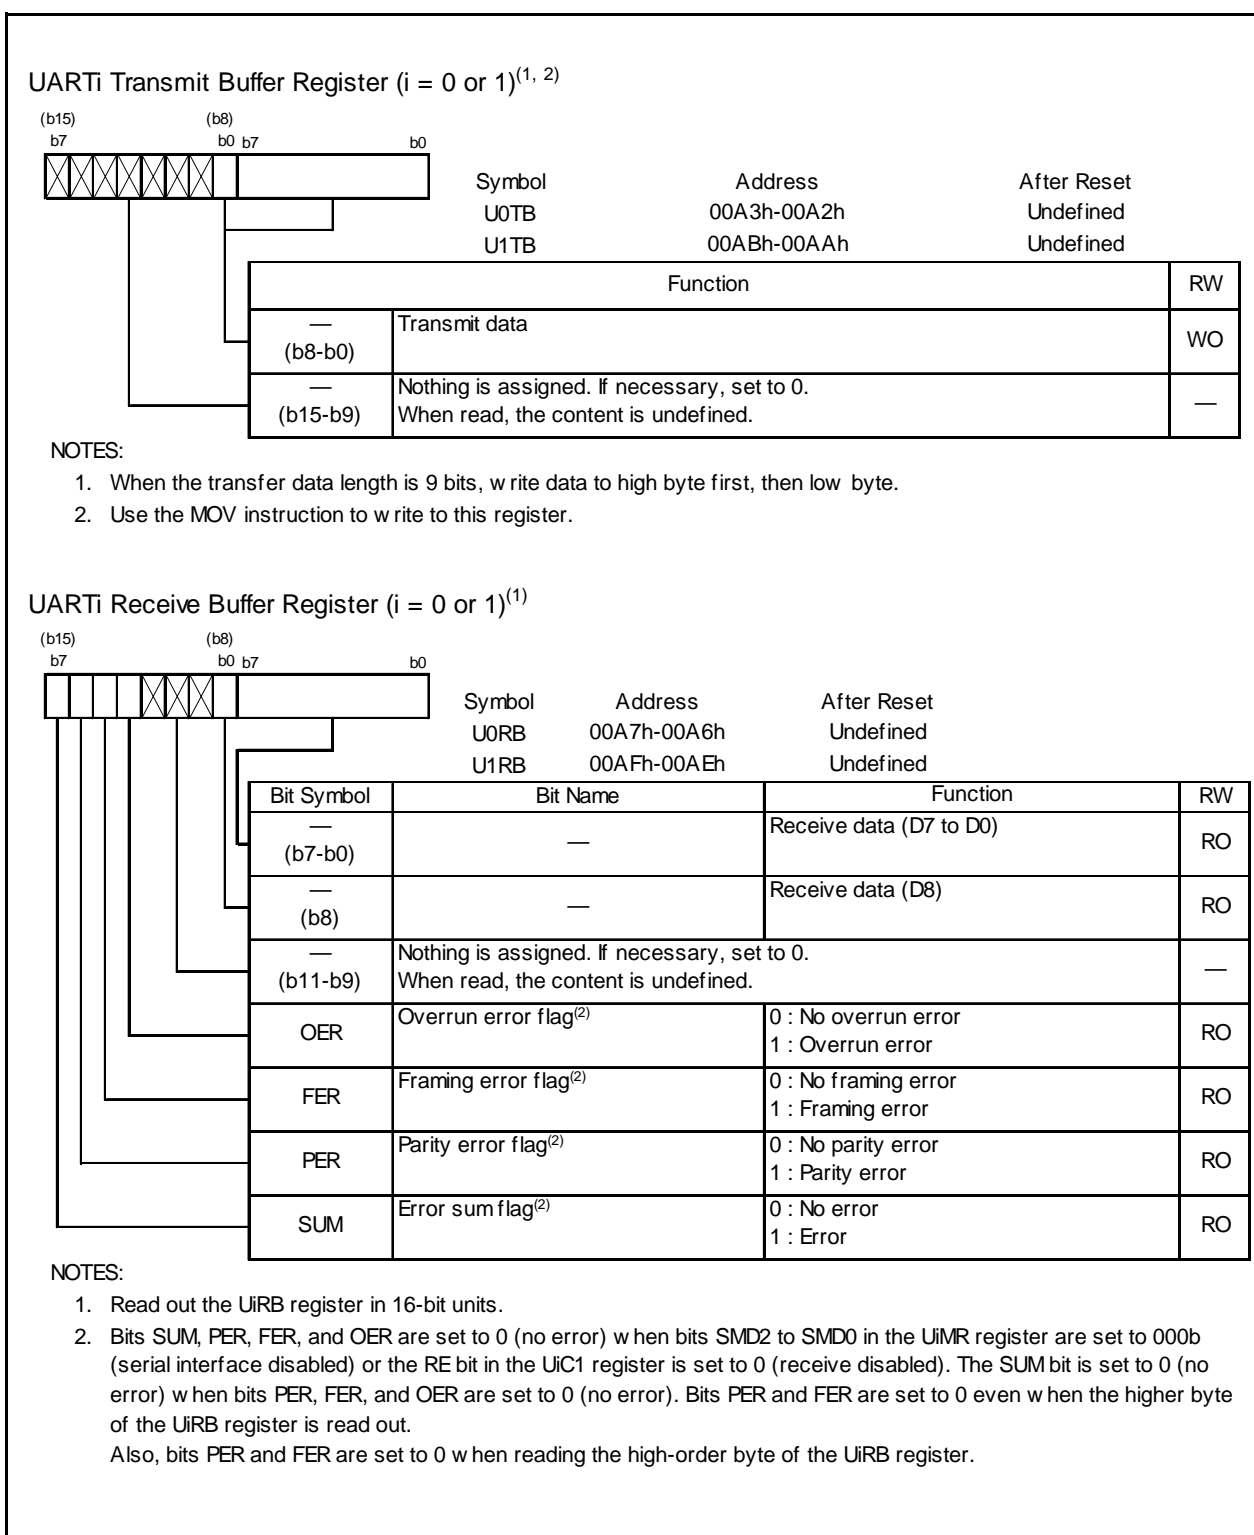 UARTi Transmit Buffer Register (i = 0 or 1)(1, 2)
(b15) (b8)
b7 b0 b7 b0
Symbol Address After Reset
U0TB 00A3h-00A2h Undefined
U1TB 00ABh-00AAh Undefined
Function RW
— Transmit data
(b8-b0) WO
— Nothing is assigned. If necessary, set to 0.
(b15-b9) When read, the content is undefined. —
NOTES:
1. When the transfer data length is 9 bits, write data to high byte first, then low byte.
2. Use the MOV instruction to write to this register.
UARTi Receive Buffer Register (i = 0 or 1)(1)
(b15) (b8)
b7 b0 b7 b0
Symbol Address After Reset
U0RB 00A7h-00A6h Undefined
U1RB 00AFh-00AEh Undefined
Bit Symbol Bit Name Function RW
— Receive data (D7 to D0)
(b7-b0) — RO
— Receive data (D8)
(b8) — RO
— Nothing is assigned. If necessary, set to 0.
(b11-b9) When read, the content is undefined. —
OER Overrun error flag(2) 0 : No overrun error RO
1 : Overrun error
FER Framing error flag(2) 0 : No framing error RO
1 : Framing error
PER Parity error flag(2) 0 : No parity error RO
1 : Parity error
SUM Error sum flag(2) 0 : No error RO
1 : Error
NOTES:
1. Read out the UiRB register in 16-bit units.
2. Bits SUM, PER, FER, and OER are set to 0 (no error) when bits SMD2 to SMD0 in the UiMR register are set to 000b
(serial interface disabled) or the RE bit in the UiC1 register is set to 0 (receive disabled). The SUM bit is set to 0 (no
error) when bits PER, FER, and OER are set to 0 (no error). Bits PER and FER are set to 0 even when the higher byte
of the UiRB register is read out.
Also, bits PER and FER are set to 0 when reading the high-order byte of the UiRB register.